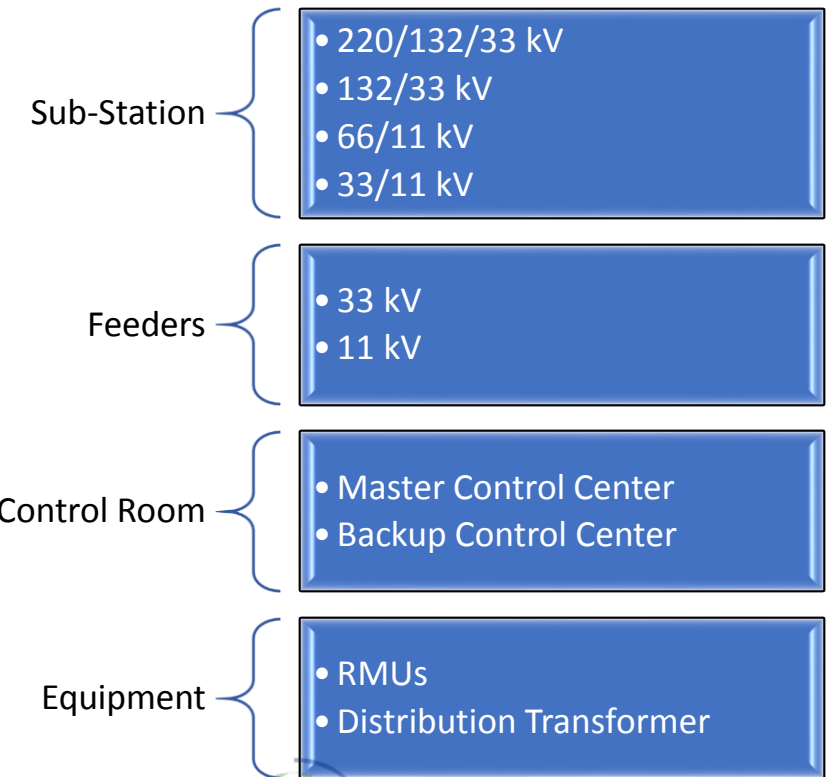 Sub-Station
• 220/132/33 kV
• 132/33 kV
• 66/11 kV
• 33/11 kV
Feeders
• 33 kV
• 11 kV
Control Room
• Master Control Center
• Backup Control Center
Equipment
• RMUs
• Distribution Transformer